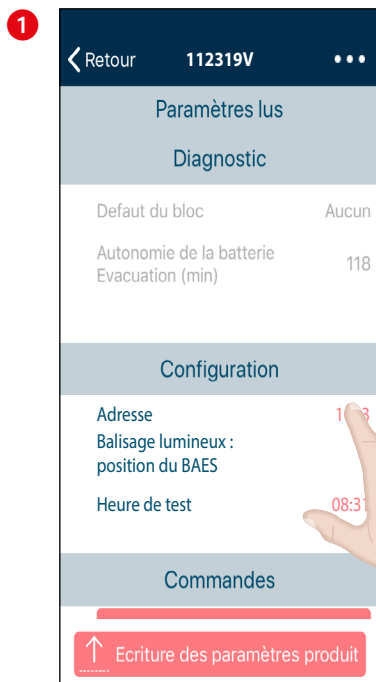 1
Retour 112319V •••
Paramètres lus
Diagnostic
Defaut du bloc Aucun
Autonomie de la batterie
Evacuation (min) 118
Configuration
Adresse
Balisage lumineux :
position du BAES
Heure de test 08:31
Commandes
Ecriture des paramètres produit